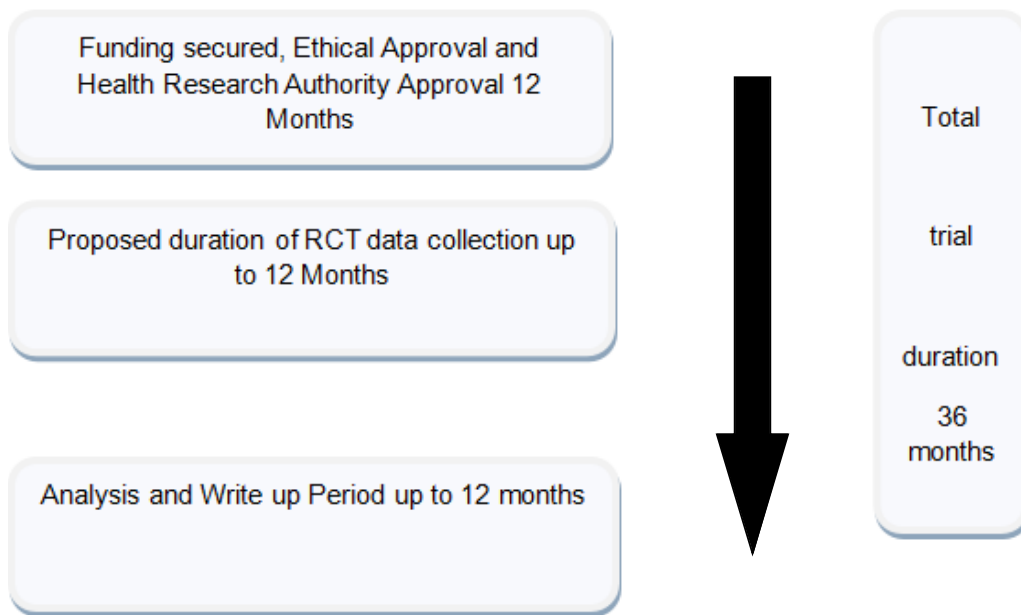 Funding secured, Ethical Approval and
Health Research Authority Approval 12
Months
Proposed duration of RCT data collection up
to 12 Months
Analysis and Write up Period up to 12 months
Total
trial
duration
36
months